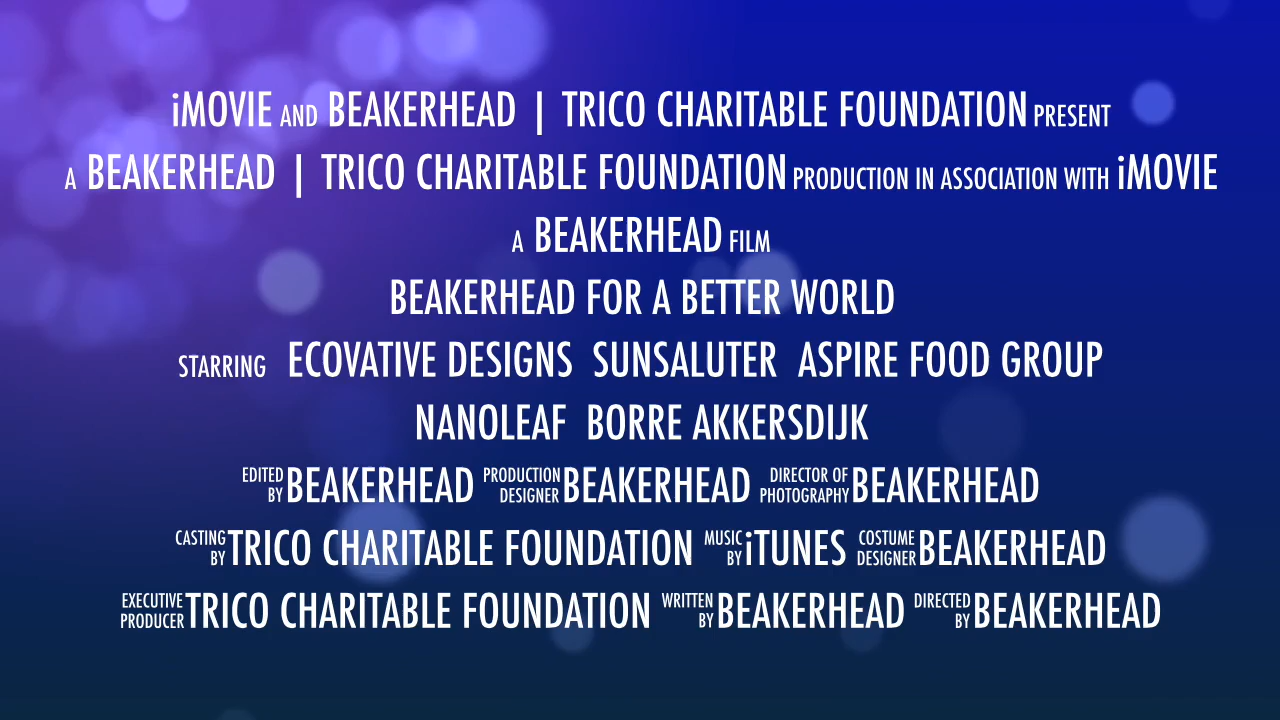 iMOVIE AND BEAKERHEAD | TRICO CHARITABLE FOUNDATION PRESENT
A BEAKERHEAD | TRICO CHARITABLE FOUNDATION PRODUCTION IN ASSOCIATION WITH iMOVIE
A BEAKERHEAD FILM
BEAKERHEAD FOR A BETTER WORLD
STARRING ECOVATIVE DESIGNS SUNSALUTER ASPIRE FOOD GROUP
NANOLEAF BORRE AKKERSDIJK
EDITED BY BEAKERHEAD PRODUCTION DESIGNER BEAKERHEAD DIRECTOR OF PHOTOGRAPHY BEAKERHEAD
CASTING BY TRICO CHARITABLE FOUNDATION MUSIC BY iTUNES COSTUME DESIGNER BEAKERHEAD
EXECUTIVE PRODUCER TRICO CHARITABLE FOUNDATION WRITTEN BY BEAKERHEAD DIRECTED BY BEAKERHEAD